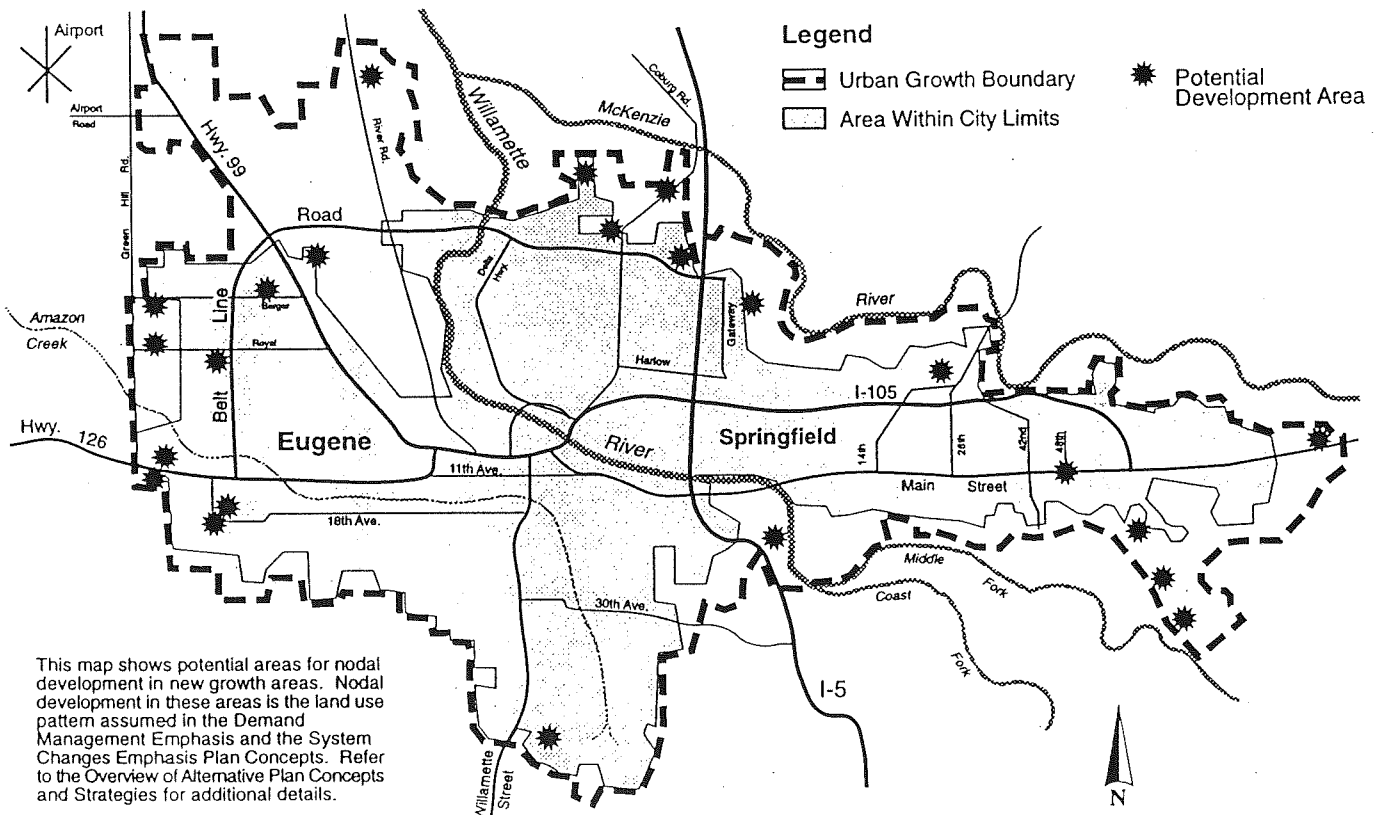 Airport
Legend
Urban Growth Boundary
Area Within City Limits
Potential
Development Area
Airport
Road
Green Hill Rd.
Hwy. 99
River Rd.
Willamette
McKenzie
Coburg Rd.
Road
Delta
Hwy.
Belt Line
Barger
Royal
Amazon
Creek
Gateway
Harlow
River
I-105
Hwy. 126
Eugene
River
Springfield
14th
28th
42nd
48th
11th Ave.
Main Street
18th Ave.
30th Ave.
Middle Fork
Coast Fork
I-5
Willamette
Street
N
This map shows potential areas for nodal
development in new growth areas. Nodal
development in these areas is the land use
pattern assumed in the Demand
Management Emphasis and the System
Changes Emphasis Plan Concepts. Refer
to the Overview of Alternative Plan Concepts
and Strategies for additional details.